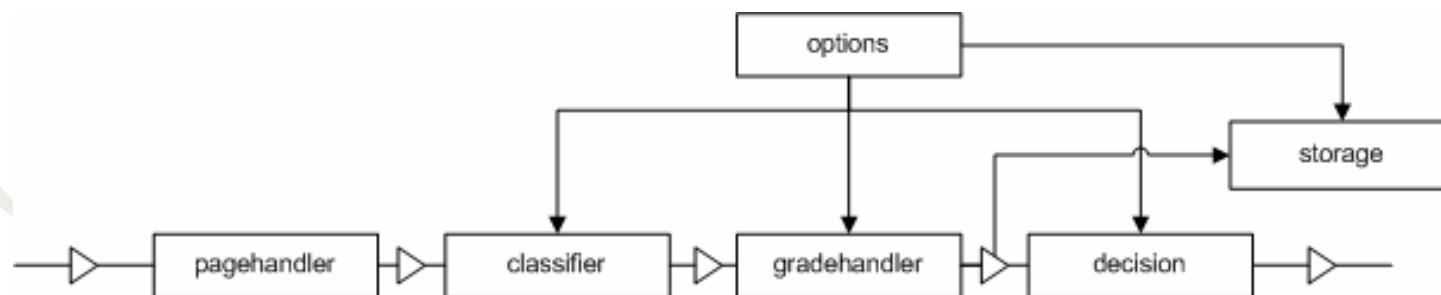 options
storage
pagehandler
classifier
gradehandler
decision